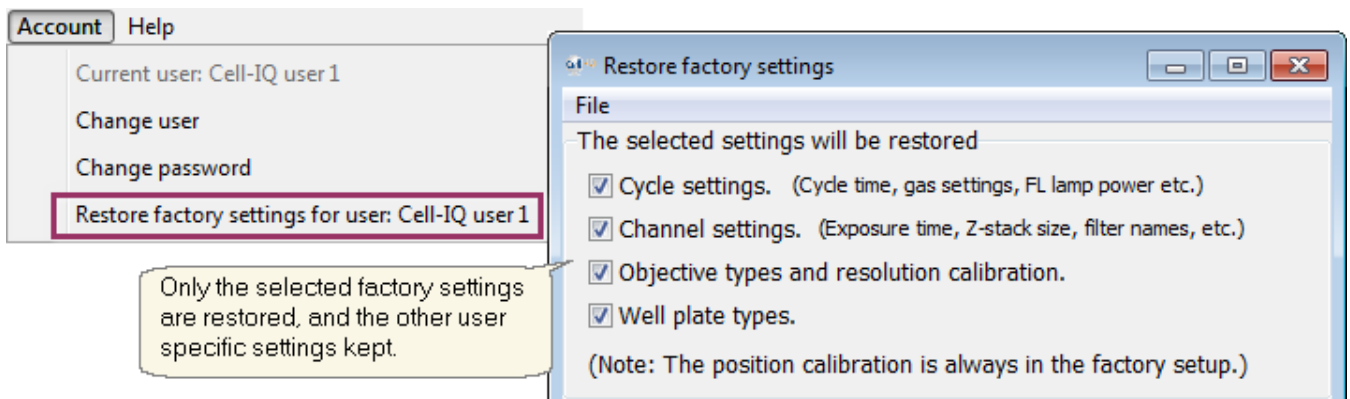 Account Help
Current user: Cell-IQ user 1
Change user
Change password
Restore factory settings for user: Cell-IQ user 1
Only the selected factory settings
are restored, and the other user
specific settings kept.
Restore factory settings
File
The selected settings will be restored
Cycle settings. (Cycle time, gas settings, FL lamp power etc.)
Channel settings. (Exposure time, Z-stack size, filter names, etc.)
Objective types and resolution calibration.
Well plate types.
(Note: The position calibration is always in the factory setup.)